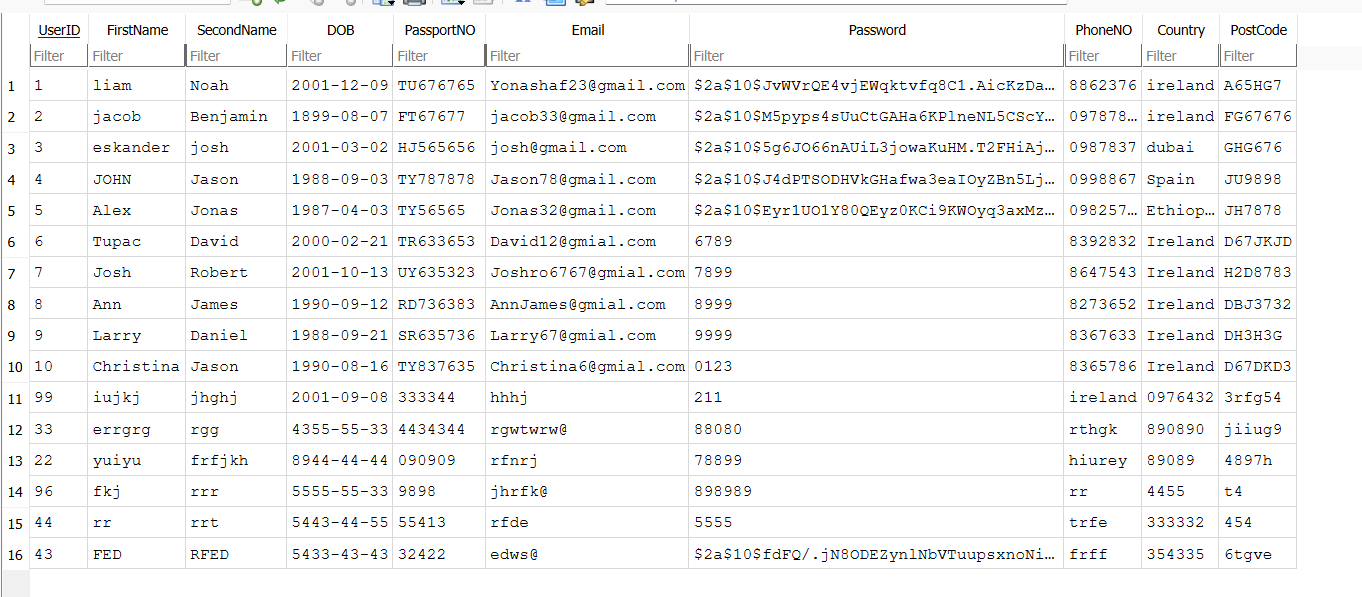 UserID FirstName SecondName DOB PassportNO Email Password PhoneNO Country PostCode
Filter Filter Filter Filter Filter Filter Filter Filter Filter Filter
1 1 liam Noah 2001-12-09 TU676765 Yonashaf23@gmail.com $2a$10$JvWVrQE4vjEWqktvfq8C1.AicKzDa… 8862376 ireland A65HG7
2 2 jacob Benjamin 1899-08-07 FT67677 jacob33@gmail.com $2a$10$M5pyps4sUuCtGAHa6KPlneNL5CScY… 097878… ireland FG67676
3 3 eskander josh 2001-03-02 HJ565656 josh@gmail.com $2a$10$5g6JO66nAUiL3jowaKuHM.T2FHiAj… 0987837 dubai GHG676
4 4 JOHN Jason 1988-09-03 TY787878 Jason78@gmail.com $2a$10$J4dPTSODHVkGHafwa3eaIOyZBn5Lj… 0998867 Spain JU9898
5 5 Alex Jonas 1987-04-03 TY56565 Jonas32@gmail.com $2a$10$Eyr1UO1Y80QEyz0KCi9KWOyq3axMz… 098257… Ethiop… JH7878
6 6 Tupac David 2000-02-21 TR633653 David12@gmial.com 6789 8392832 Ireland D67JKJD
7 7 Josh Robert 2001-10-13 UY635323 Joshro6767@gmial.com 7899 8647543 Ireland H2D8783
8 8 Ann James 1990-09-12 RD736383 AnnJames@gmial.com 8999 8273652 Ireland DBJ3732
9 9 Larry Daniel 1988-09-21 SR635736 Larry67@gmial.com 9999 8367633 Ireland DH3H3G
10 10 Christina Jason 1990-08-16 TY837635 Christina6@gmial.com 0123 8365786 Ireland D67DKD3
11 99 iujkj jhghj 2001-09-08 333344 hhhj 211 ireland 0976432 3rfg54
12 33 errgrg rgg 4355-55-33 4434344 rgwtwrw@ 88080 rthgk 890890 jiiug9
13 22 yuiyu frfjkh 8944-44-44 090909 rfnrj 78899 hiurey 89089 4897h
14 96 fkj rrr 5555-55-33 9898 jhrfk@ 898989 rr 4455 t4
15 44 rr rrt 5443-44-55 55413 rfde 5555 trfe 333332 454
16 43 FED RFED 5433-43-43 32422 edws@ $2a$10$fdFQ/.jN8ODEZynlNbVTuupsxnoNi… frff 354335 6tgve